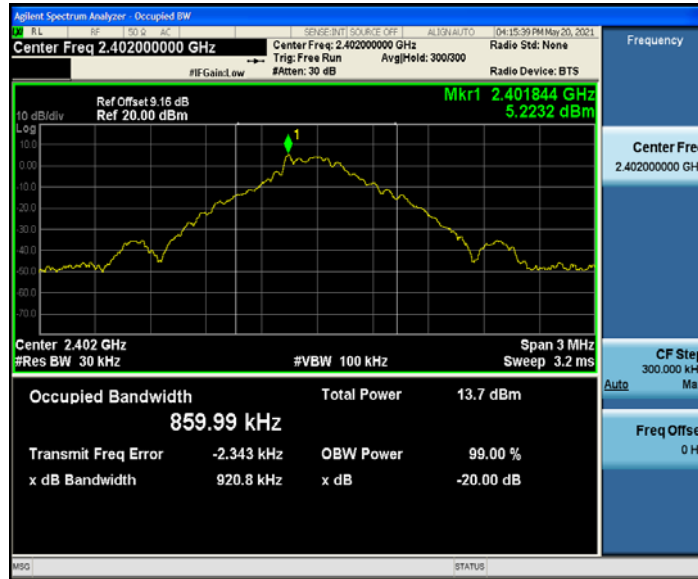 Agilent Spectrum Analyzer - Occupied BW
RL RF 50 Ω AC SENSE:INT SOURCE OFF ALIGN AUTO 04:15:39 PM May 20, 2021
Center Freq 2.402000000 GHz
Center Freq: 2.402000000 GHz
Radio Std: None
Trig: Free Run Avg|Hold: 300/300
#IFGain:Low
#Atten: 30 dB
Radio Device: BTS
Frequency
Mkr1 2.401844 GHz
5.2232 dBm
Ref Offset 9.16 dB
10 dB/div Ref 20.00 dBm
Log
1
10.0
0.00
-10.0
-20.0
-30.0
-40.0
-50.0
-60.0
-70.0
Center Fre
2.402000000 GH
Center 2.402 GHz
Span 3 MHz
#Res BW 30 kHz
#VBW 100 kHz
Sweep 3.2 ms
CF Step
300.000 kH
Auto Ma
Occupied Bandwidth
859.99 kHz
Total Power 13.7 dBm
Transmit Freq Error -2.343 kHz
OBW Power 99.00 %
x dB Bandwidth 920.8 kHz
x dB -20.00 dB
Freq Offse
0 H
MSG
STATUS